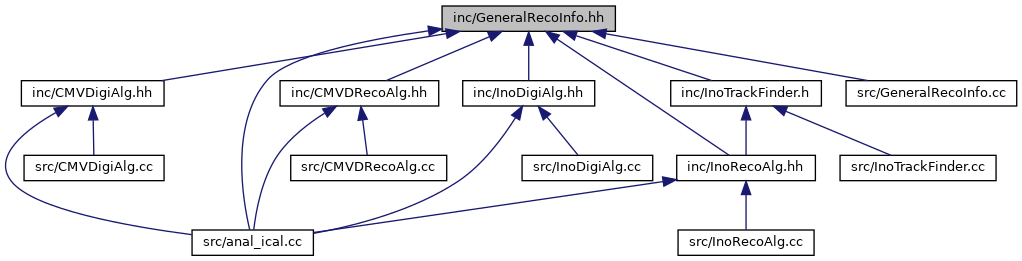 inc/GeneralRecoInfo.hh
inc/CMVDigiAlg.hh
inc/CMVDRecoAlg.hh
inc/InoDigiAlg.hh
inc/InoTrackFinder.h
src/GeneralRecoInfo.cc
src/CMVDigiAlg.cc
src/CMVDRecoAlg.cc
src/InoDigiAlg.cc
inc/InoRecoAlg.hh
src/InoTrackFinder.cc
src/anal_ical.cc
src/InoRecoAlg.cc